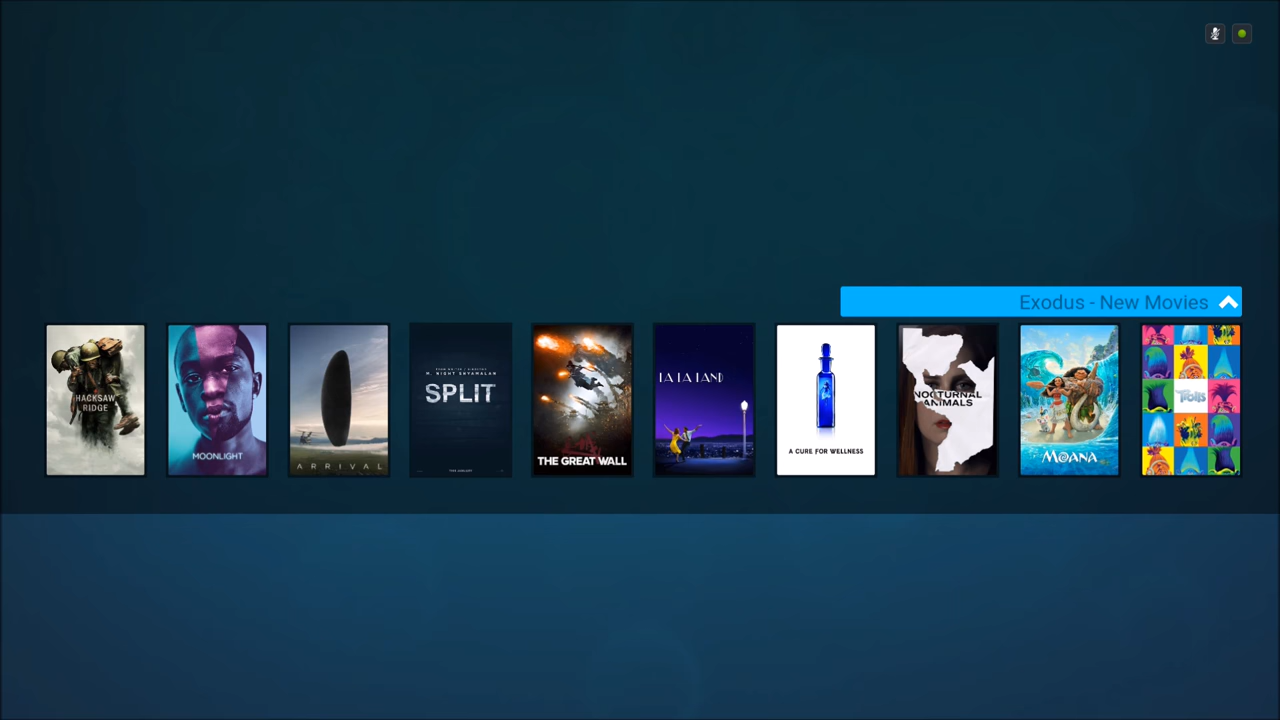 Exodus - New Movies
HACKSAW
RIDGE
MOONLIGHT
ARRIVAL
M. NIGHT SHYAMALAN
SPLIT
THE GREAT WALL
LA LA LAND
A CURE FOR WELLNESS
NOCTURNAL
ANIMALS
MOANA
Trolls